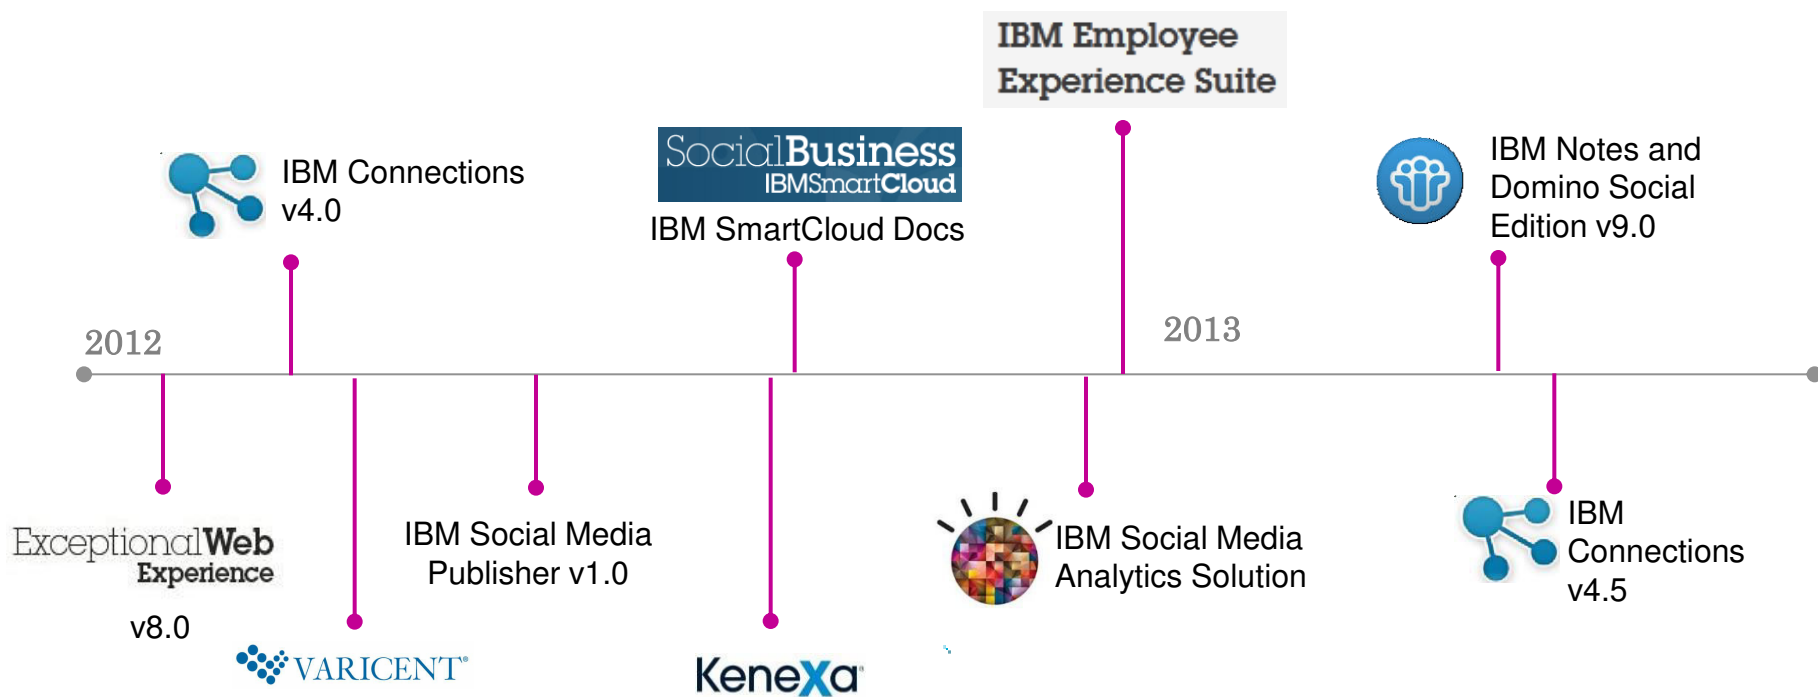 IBM Employee
Experience Suite
SocialBusiness
IBMSmartCloud
IBM SmartCloud Docs
IBM Connections
v4.0
IBM Notes and
Domino Social
Edition v9.0
2012
2013
ExceptionalWeb
Experience
v8.0
VARICENT
IBM Social Media
Publisher v1.0
Kenexa
IBM Social Media
Analytics Solution
IBM
Connections
v4.5